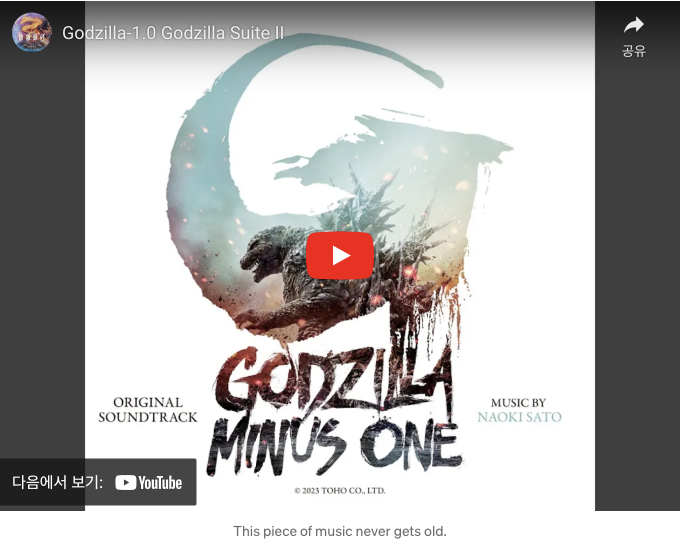 Godzilla-1.0 Godzilla Suite II
공유
GODZILLA
MINUS ONE
ORIGINAL
SOUNDTRACK
MUSIC BY
NAOKI SATO
© 2023 TOHO CO., LTD.
다음에서 보기: YouTube
This piece of music never gets old.